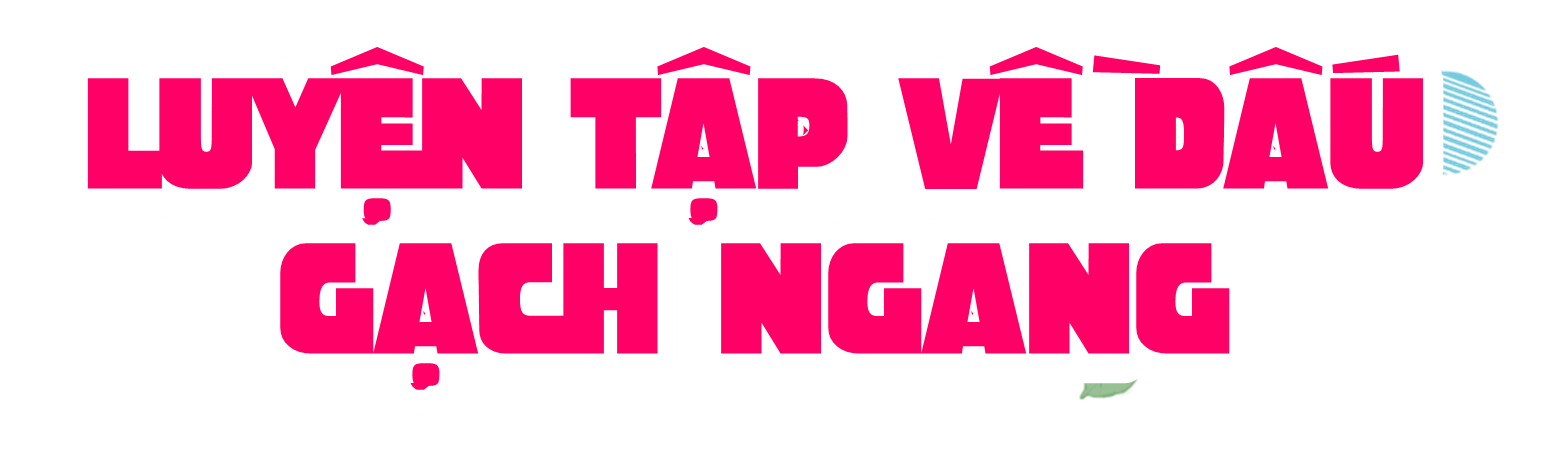 LUYỆN TẬP VỀ DẤU
GẠCH NGANG